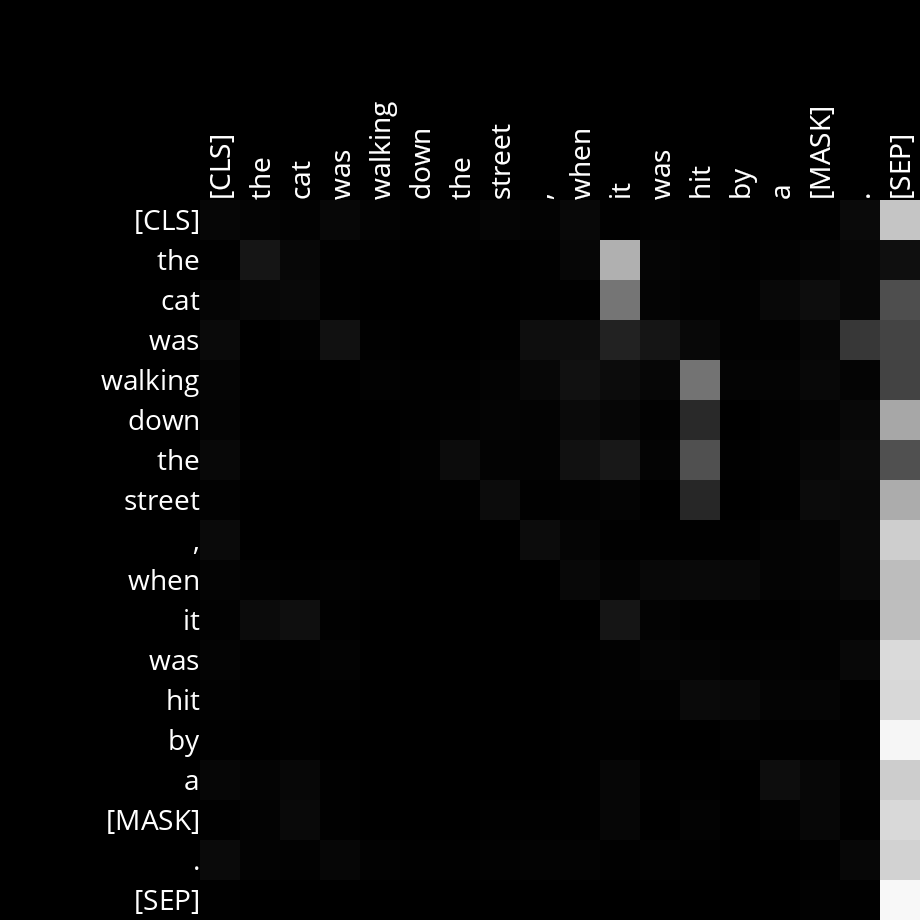 [CLS] the cat was walking down the street , when it was hit by a [MASK] . [SEP]
[CLS]
the
cat
was
walking
down
the
street
,
when
it
was
hit
by
a
[MASK]
.
[SEP]